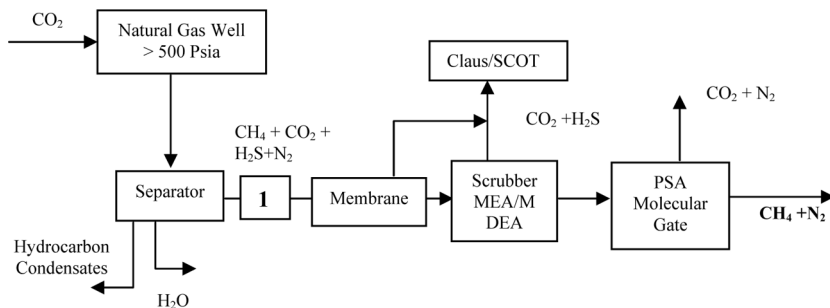 CO₂
Natural Gas Well
> 500 Psia
Claus/SCOT
CO₂ + N₂
CH₄ + CO₂ +
H₂S+N₂
CO₂ +H₂S
Separator
1
Membrane
Scrubber
MEA/M
DEA
PSA
Molecular
Gate
CH₄ +N₂
Hydrocarbon
Condensates
H₂O